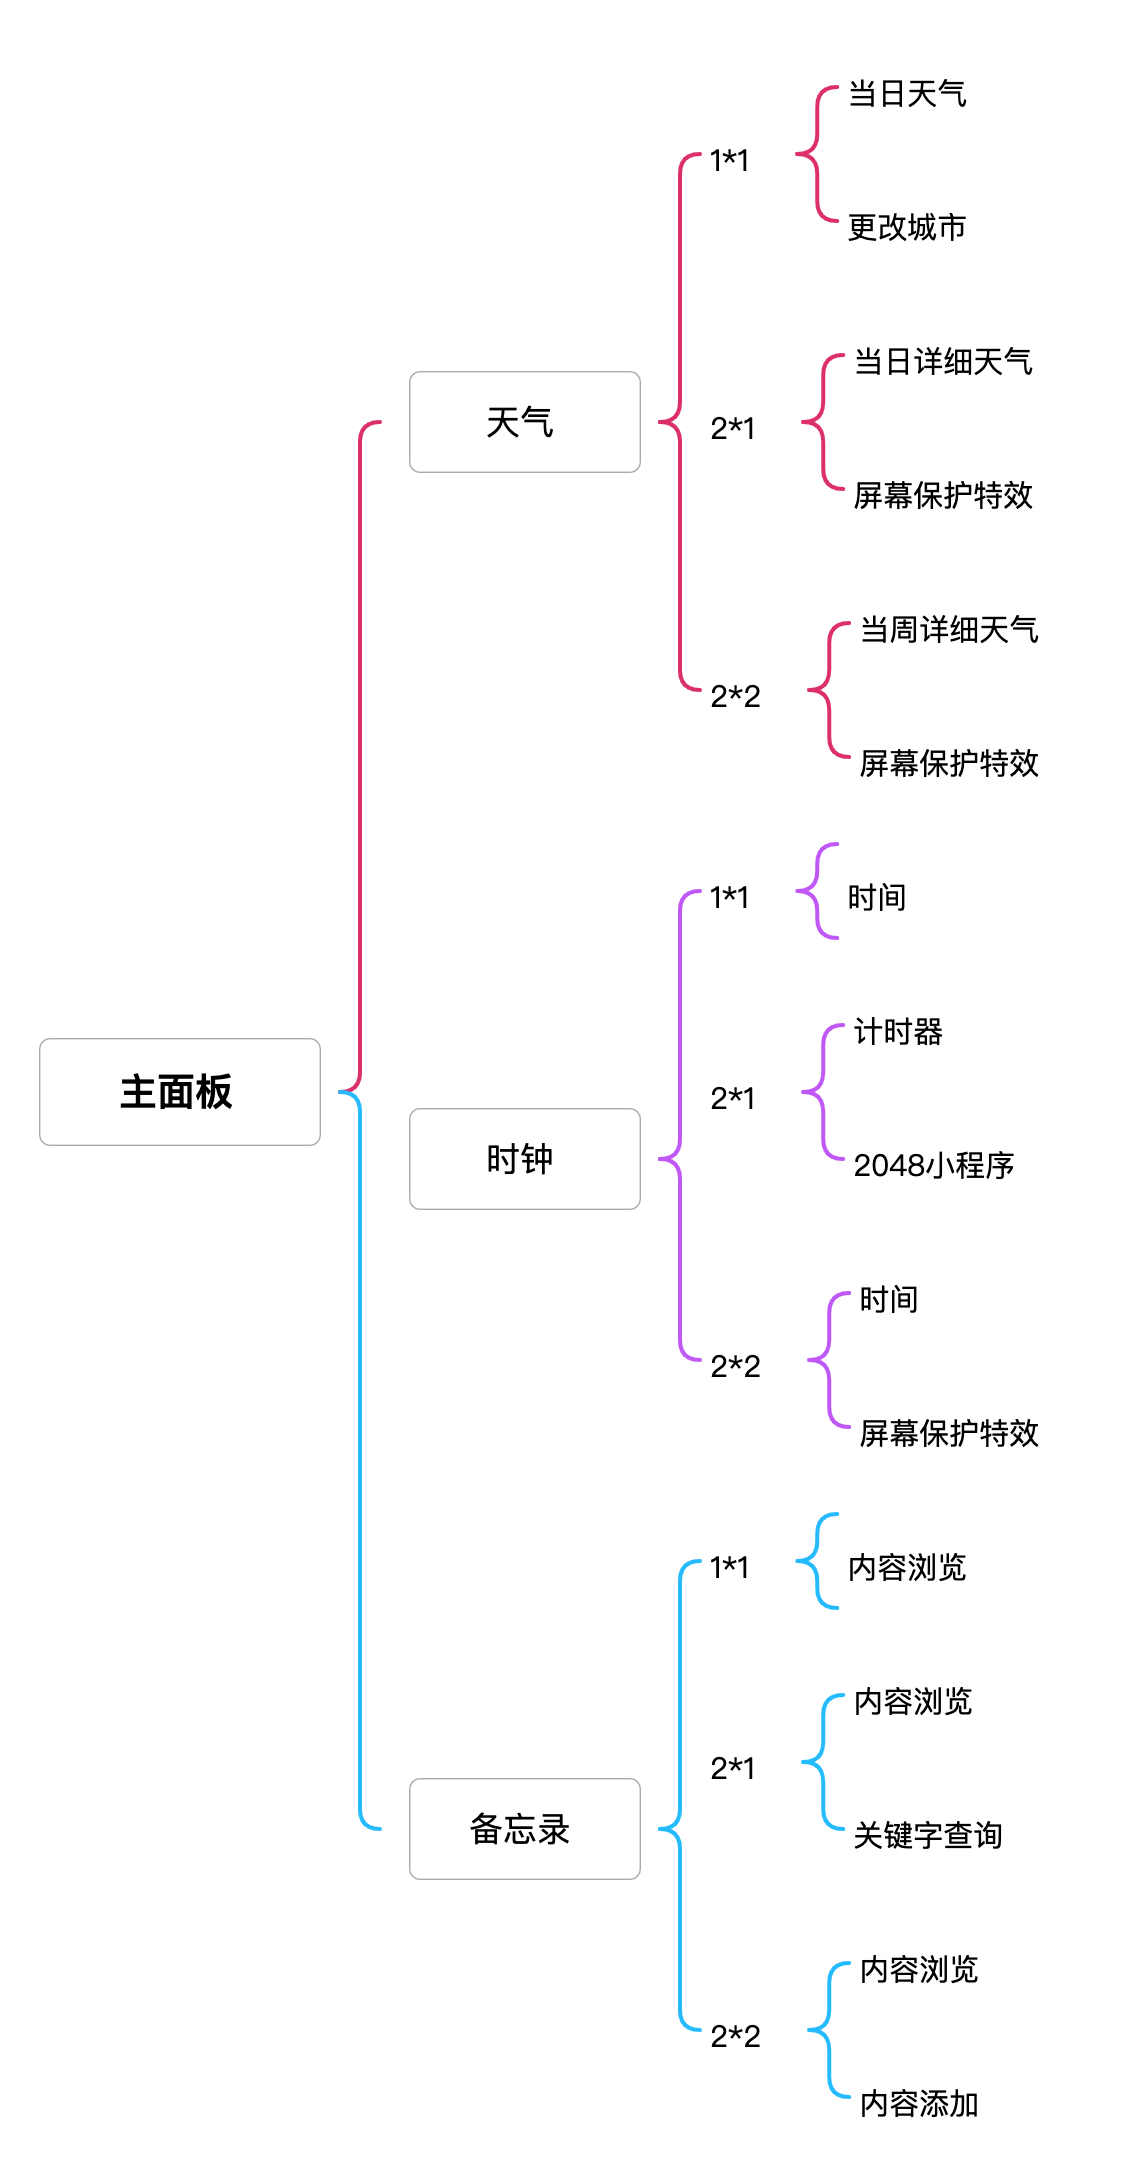 主面板
天气
1*1
当日天气
更改城市
2*1
当日详细天气
屏幕保护特效
2*2
当周详细天气
屏幕保护特效
时钟
1*1
时间
2*1
计时器
2048小程序
2*2
时间
屏幕保护特效
备忘录
1*1
内容浏览
2*1
内容浏览
关键字查询
2*2
内容浏览
内容添加